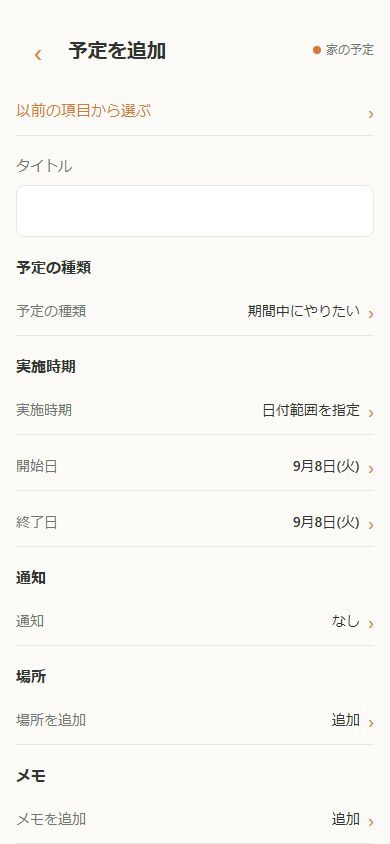 ‹ 予定を追加 家の予定
以前の項目から選ぶ ›
タイトル
予定の種類
予定の種類 期間中にやりたい ›
実施時期
実施時期 日付範囲を指定 ›
開始日 9月8日(火) ›
終了日 9月8日(火) ›
通知
通知 なし ›
場所
場所を追加 追加 ›
メモ
メモを追加 追加 ›